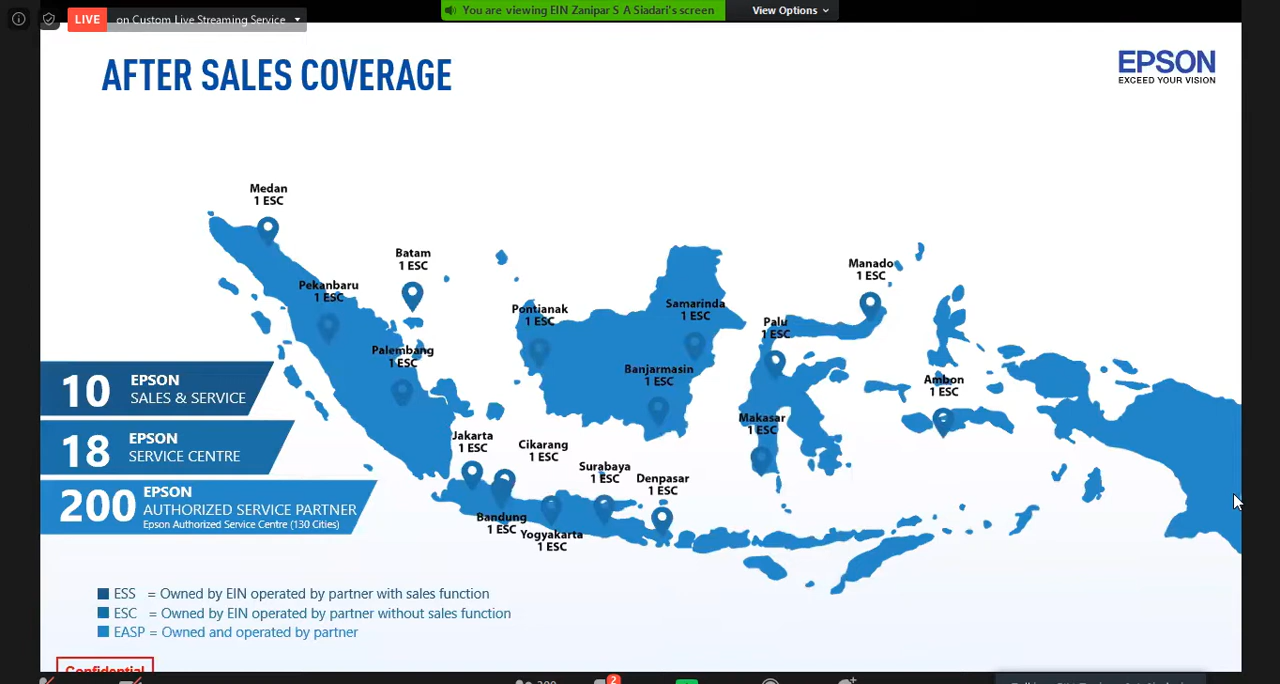 LIVE
on Custom Live Streaming Service
You are viewing EIN Zanipar S A Siadari's screen
View Options
AFTER SALES COVERAGE
EPSON
EXCEED YOUR VISION
Medan
1 ESC
Batam
1 ESC
Pekanbaru
1 ESC
Palembang
1 ESC
Pontianak
1 ESC
Samarinda
1 ESC
Banjarmasin
1 ESC
Manado
1 ESC
Palu
1 ESC
Makasar
1 ESC
Ambon
1 ESC
Jakarta
1 ESC
Cikarang
1 ESC
Surabaya
1 ESC
Denpasar
1 ESC
Bandung
1 ESC
Yogyakarta
1 ESC
10
EPSON
SALES & SERVICE
18
EPSON
SERVICE CENTRE
200
EPSON
AUTHORIZED SERVICE PARTNER
Epson Authorized Service Centre (130 Cities)
ESS = Owned by EIN operated by partner with sales function
ESC = Owned by EIN operated by partner without sales function
EASP = Owned and operated by partner
Confidential
2